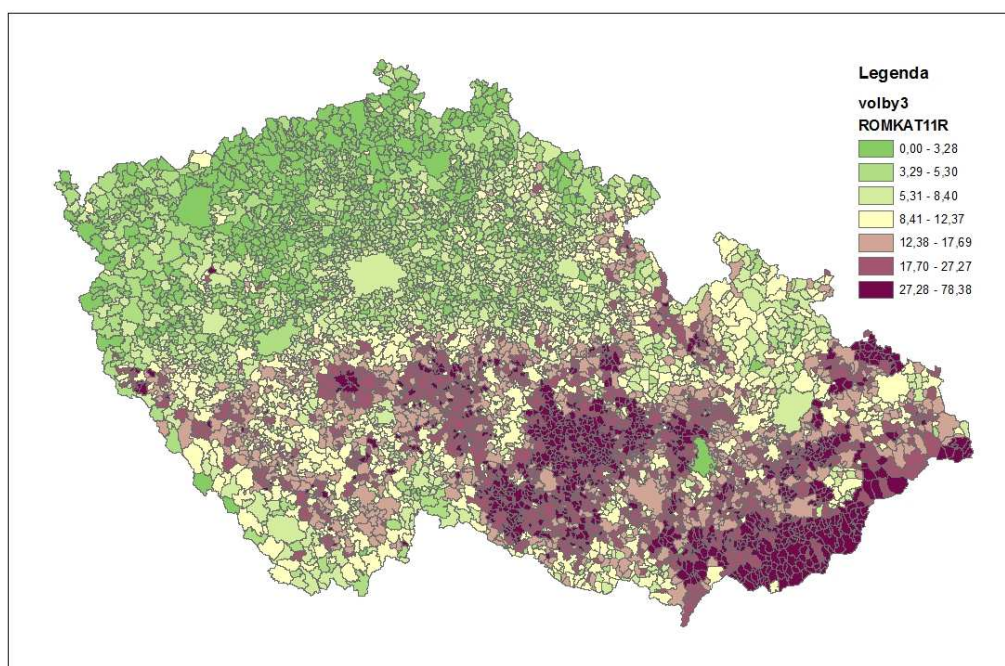 Legenda
volby3
ROMKAT11R
0,00 - 3,28
3,29 - 5,30
5,31 - 8,40
8,41 - 12,37
12,38 - 17,69
17,70 - 27,27
27,28 - 78,38